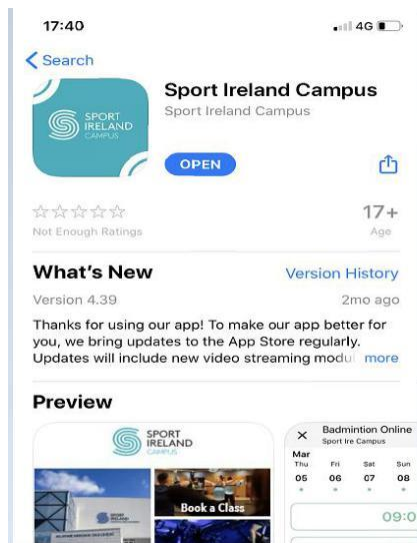 17:40
4G
Search
Sport Ireland Campus
Sport Ireland Campus
SPORT
IRELAND
CAMPUS
OPEN
Not Enough Ratings
17+
Age
What's New
Version History
Version 4.39
2mo ago
Thanks for using our app! To make our app better for
you, we bring updates to the App Store regularly.
Updates will include new video streaming modul more
Preview
SPORT
IRELAND
CAMPUS
Book a Class
Badmintion Online
Sport Ire Campus
Mar
Thu Fri Sat Sun
05 06 07 08
09:0